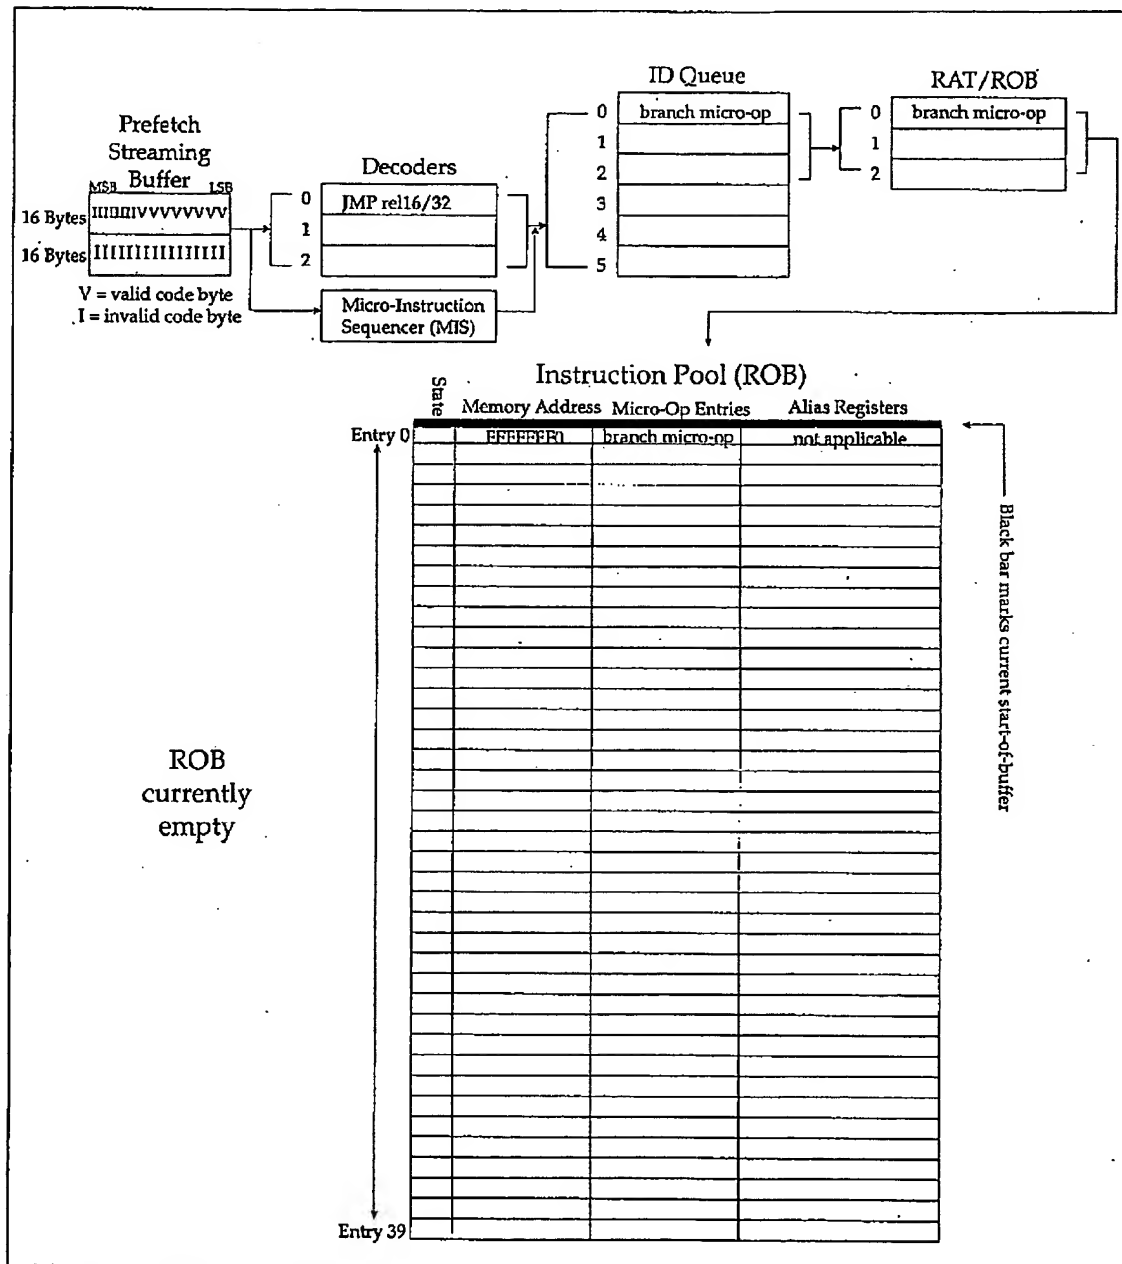 ID Queue
RAT/ROB
Prefetch
Streaming
Buffer
MSB LSB
Decoders
0 branch micro-op
1
2
3
4
5
0 branch micro-op
1
2
16 Bytes
16 Bytes IIIIIIIIIIIIIIII
V = valid code byte
I = invalid code byte
0 JMP rel16/32
1
2
Micro-Instruction
Sequencer (MIS)
Instruction Pool (ROB)
State
Memory Address Micro-Op Entries Alias Registers
Entry 0 FFFFFFF0 branch micro-op not applicable
Black bar marks current start-of-buffer
ROB
currently
empty
Entry 39